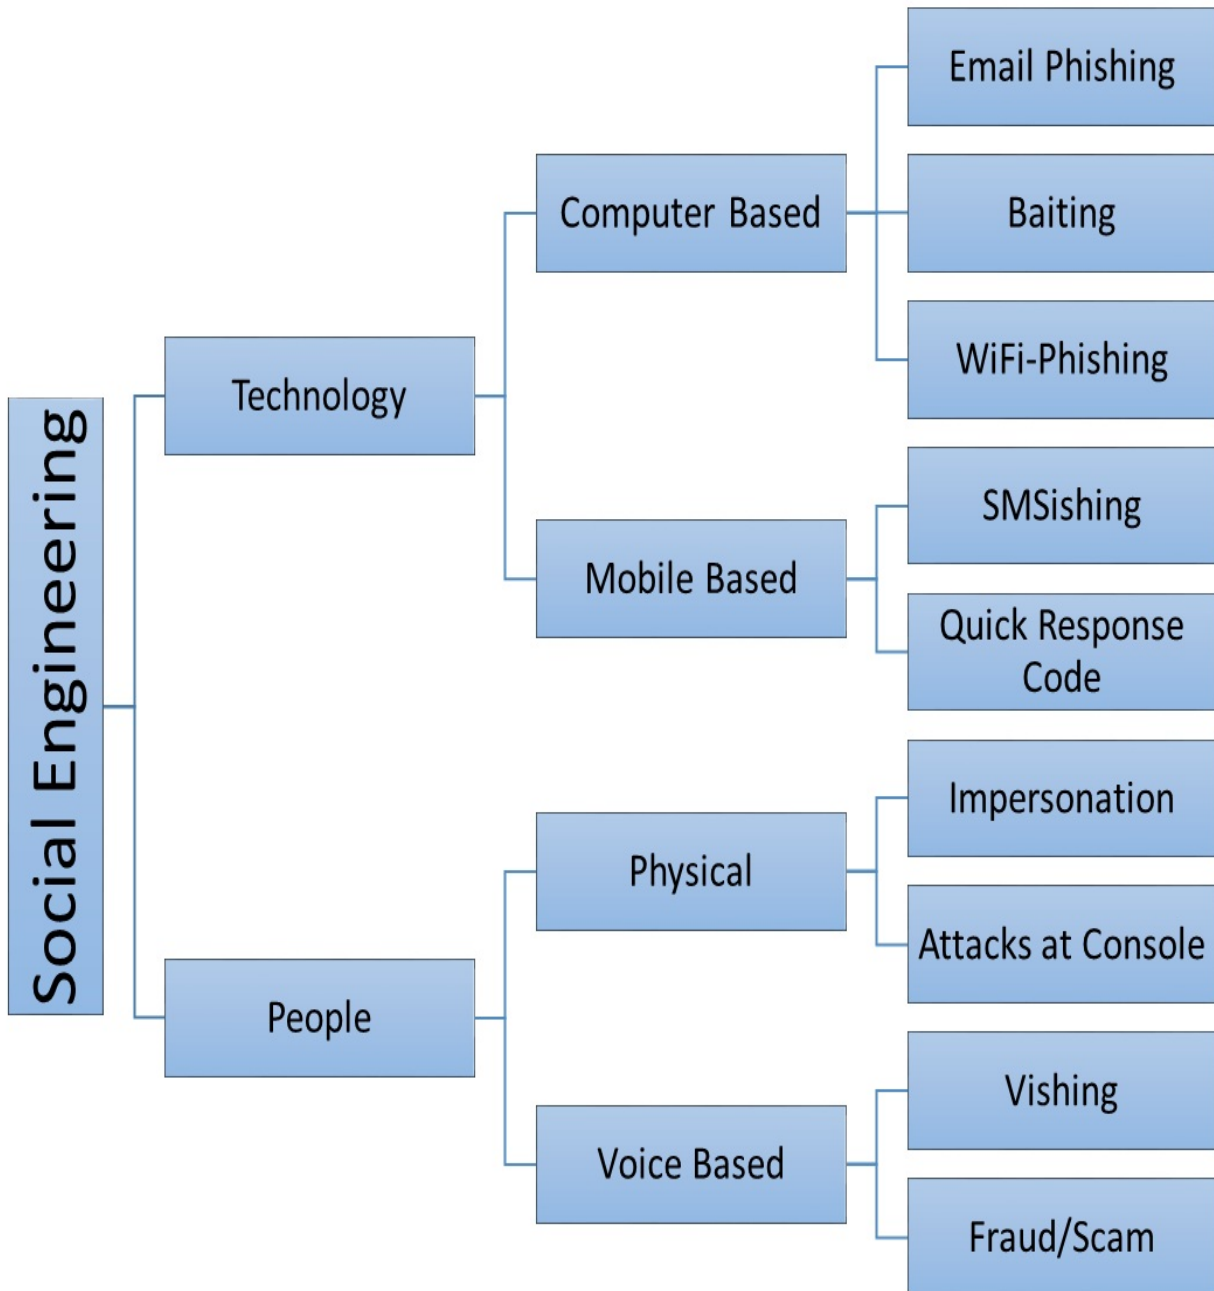 Social Engineering
Technology
Computer Based
Email Phishing
Baiting
WiFi-Phishing
Mobile Based
SMSishing
Quick Response
Code
People
Physical
Impersonation
Attacks at Console
Voice Based
Vishing
Fraud/Scam